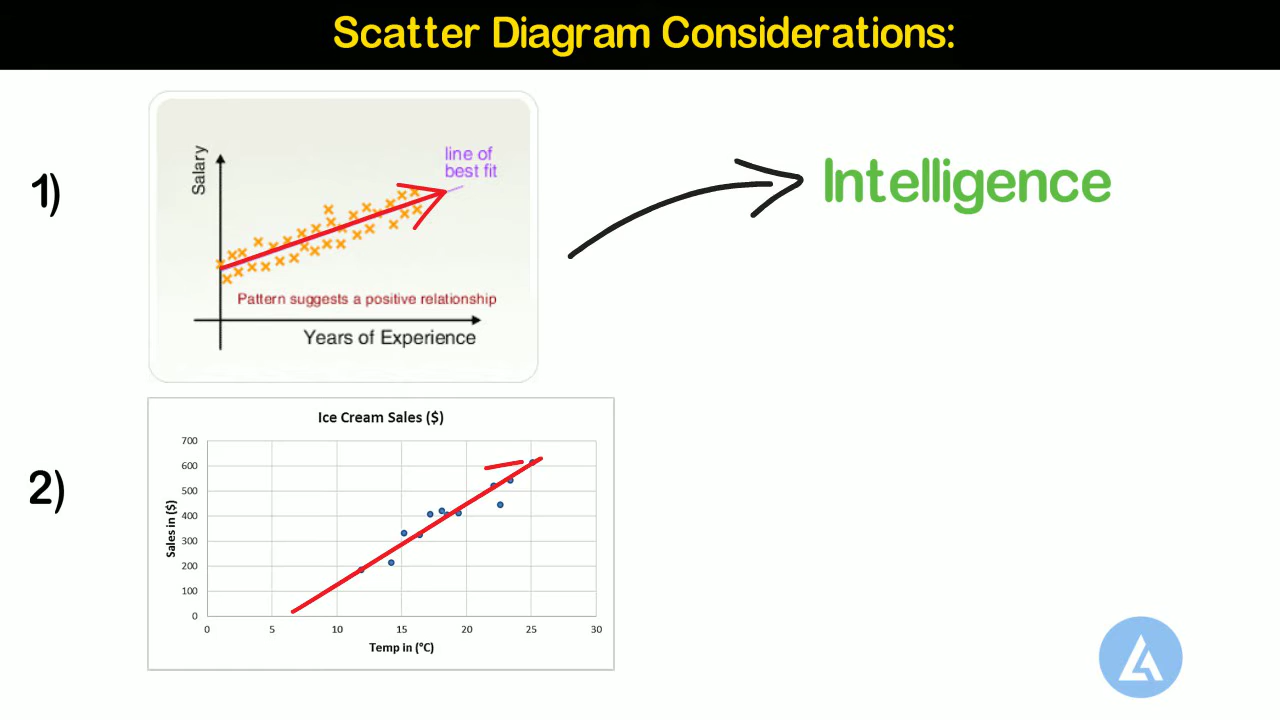 Scatter Diagram Considerations:
1)
Salary
line of
best fit
Pattern suggests a positive relationship
Years of Experience
Intelligence
2)
Ice Cream Sales ($)
Sales in ($)
700
600
500
400
300
200
100
0
0 5 10 15 20 25 30
Temp in (°C)